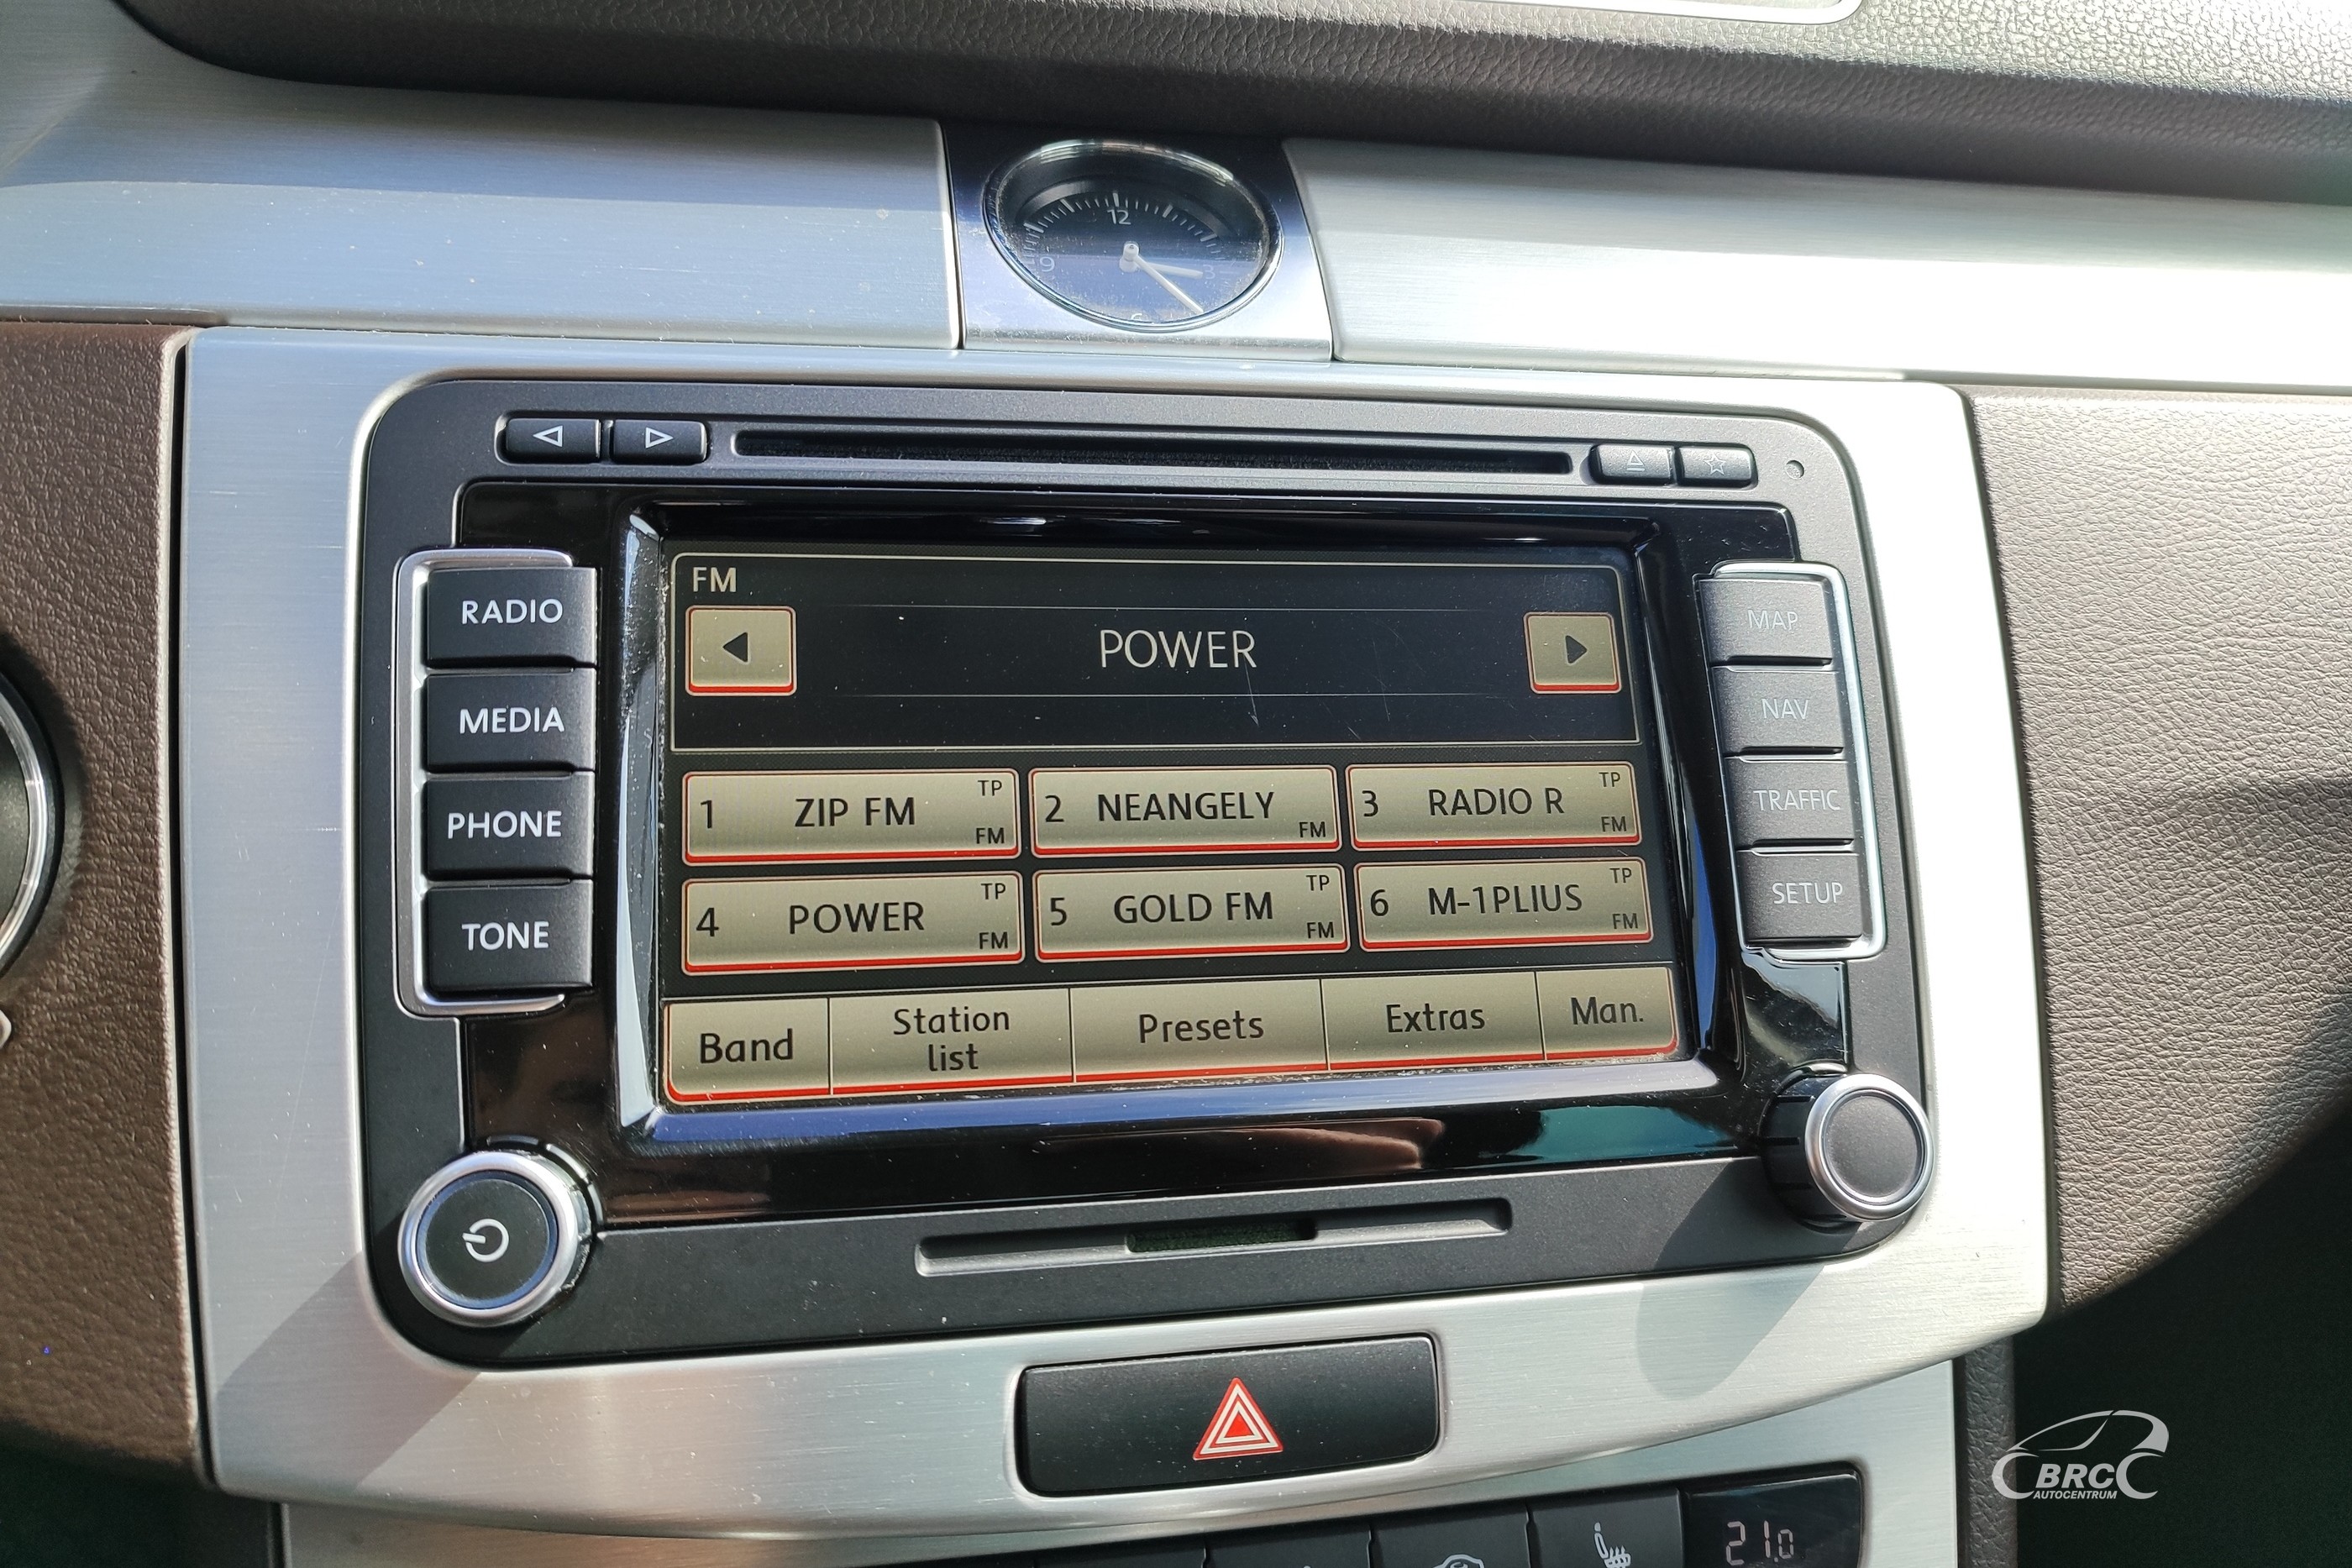 12
9
3
FM
POWER
RADIO
MEDIA
PHONE
TONE
MAP
NAV
TRAFFIC
SETUP
1 ZIP FM TP FM
2 NEANGELY FM
3 RADIO R TP FM
4 POWER TP FM
5 GOLD FM TP FM
6 M-1PLIUS TP FM
Band
Station
list
Presets
Extras
Man.
21.0
BRC
AUTOCENTRUM